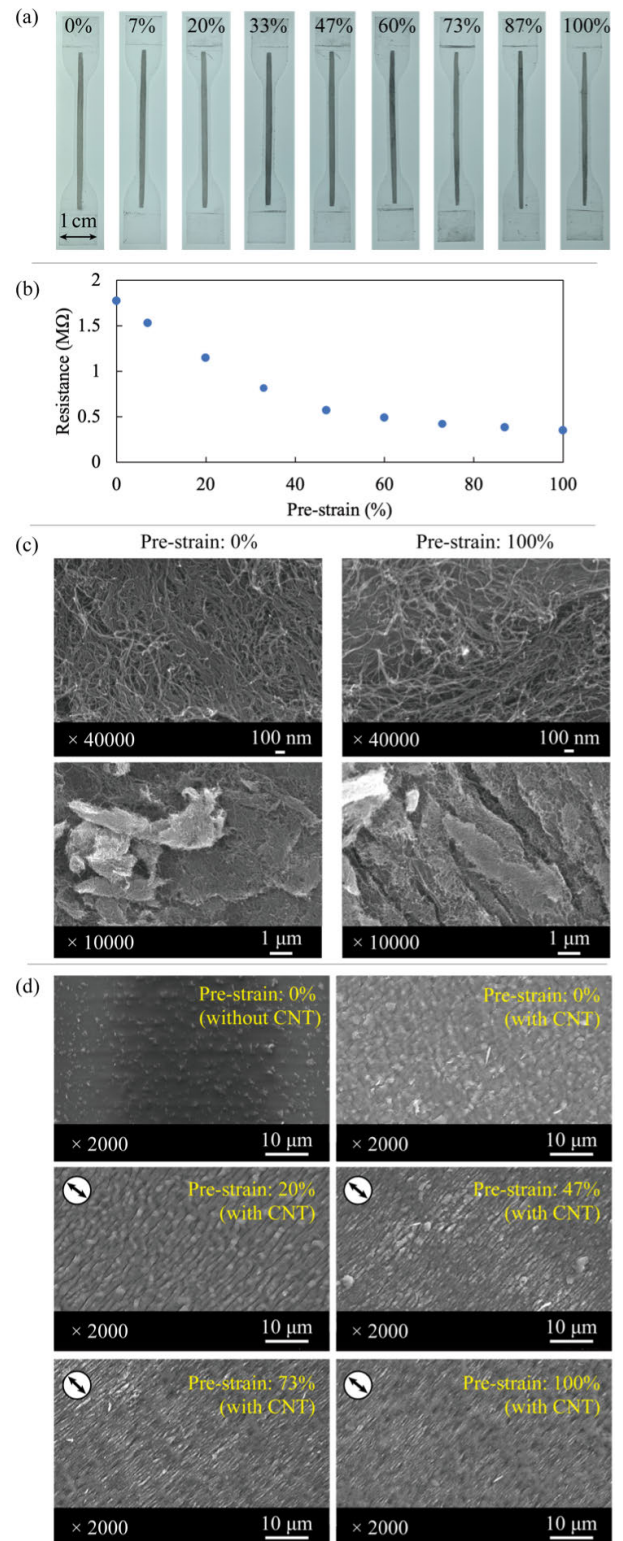 (a)
0% 7% 20% 33% 47% 60% 73% 87% 100%
1 cm
(b)
2
1.5
1
0.5
0
Resistance (MΩ)
0 20 40 60 80 100
Pre-strain (%)
(c)
Pre-strain: 0% Pre-strain: 100%
× 40000 100 nm × 40000 100 nm
× 10000 1 μm × 10000 1 μm
(d)
Pre-strain: 0%
(without CNT)
Pre-strain: 0%
(with CNT)
× 2000 10 μm × 2000 10 μm
Pre-strain: 20%
(with CNT)
Pre-strain: 47%
(with CNT)
× 2000 10 μm × 2000 10 μm
Pre-strain: 73%
(with CNT)
Pre-strain: 100%
(with CNT)
× 2000 10 μm × 2000 10 μm